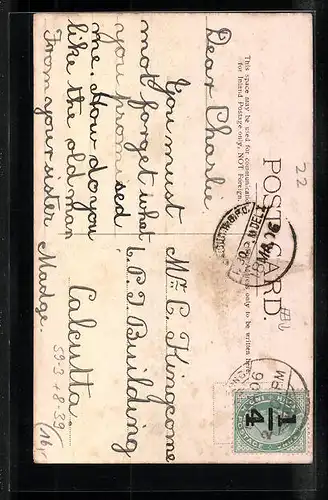 Dear Charlie
You must
not forget what
you promised
me. How do you
like the old man
From your sister
Madge.
Mr. C. Kingcome
T. P. T. Building
Calcutta.
POST CARD.
This space may be used for communication
for Inland Postage only, NOT Foreign.
only to be written here.
22
1/4